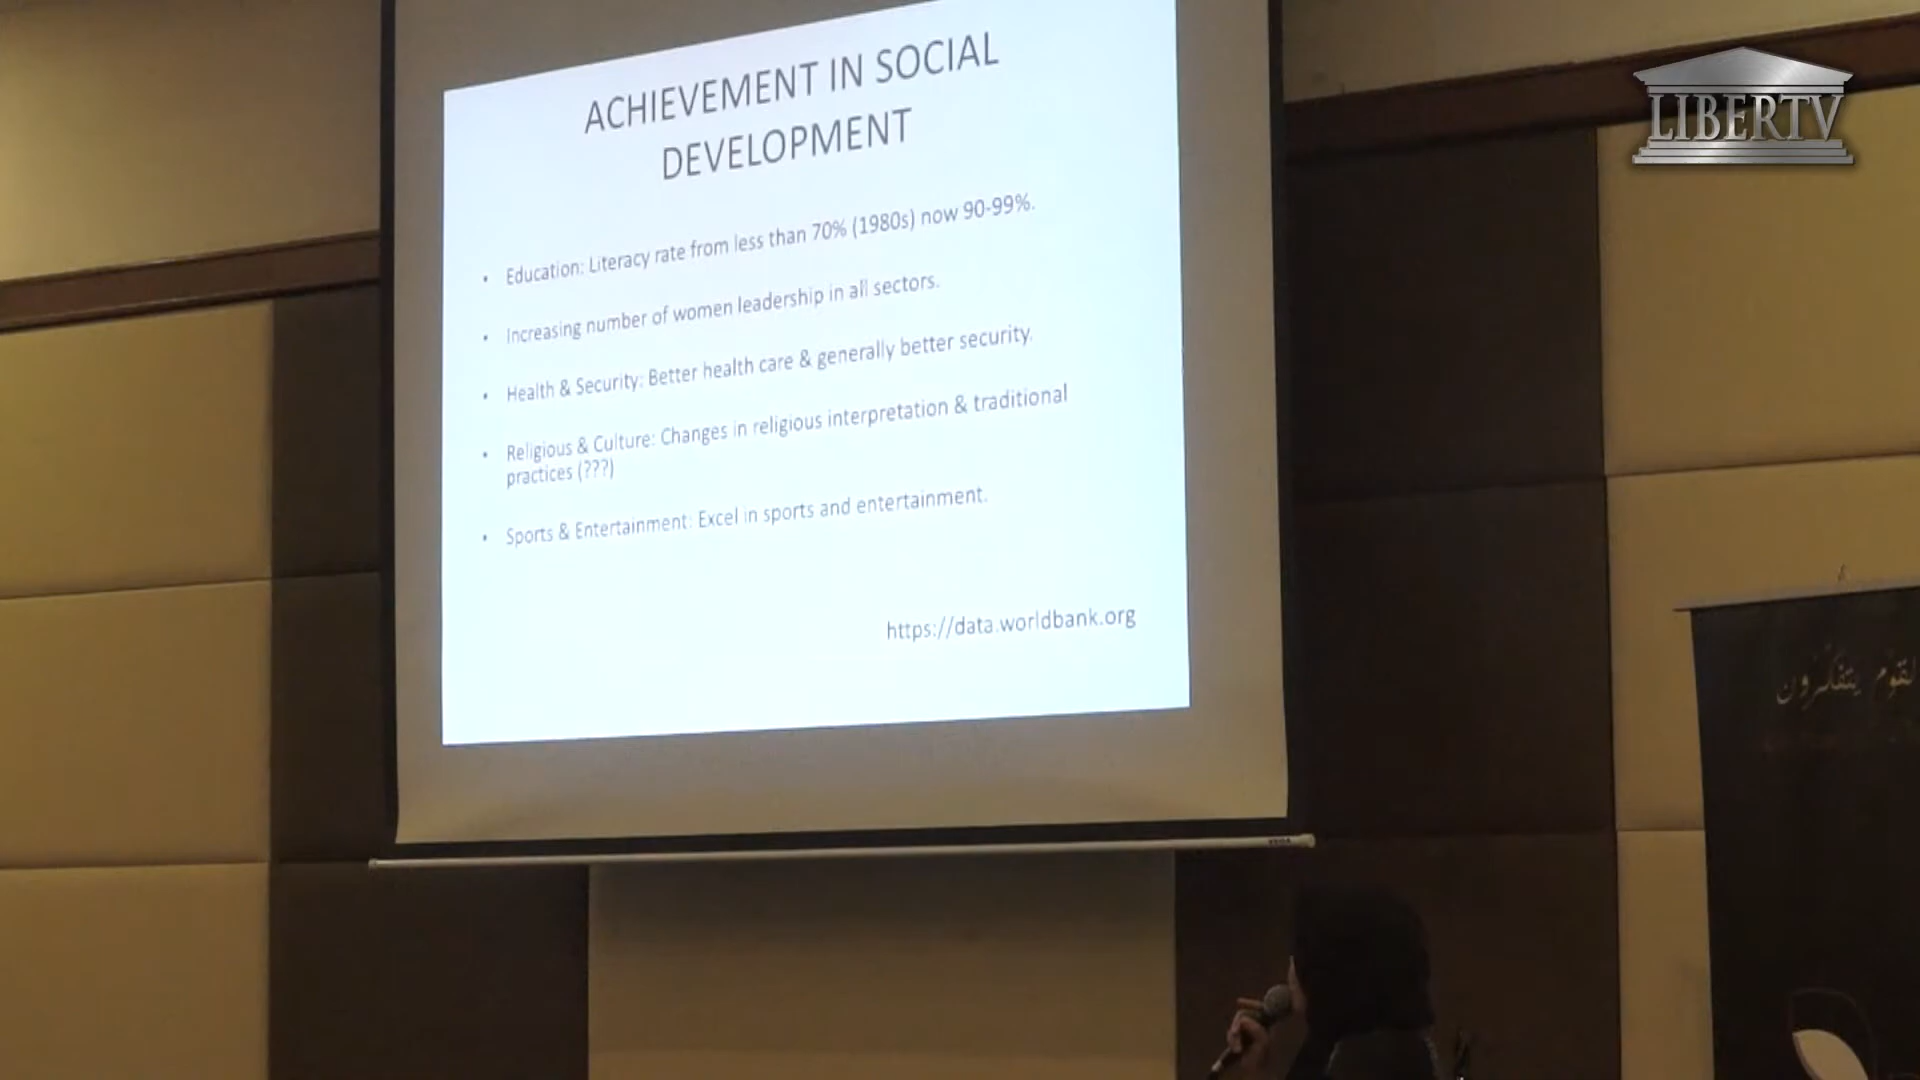 ACHIEVEMENT IN SOCIAL
DEVELOPMENT
• Education: Literacy rate from less than 70% (1980s) now 90-99%.
• Increasing number of women leadership in all sectors.
• Health & Security: Better health care & generally better security.
• Religious & Culture: Changes in religious interpretation & traditional
practices (???)
• Sports & Entertainment: Excel in sports and entertainment.
https://data.worldbank.org
LIBERTV
لقوم يتفكرون